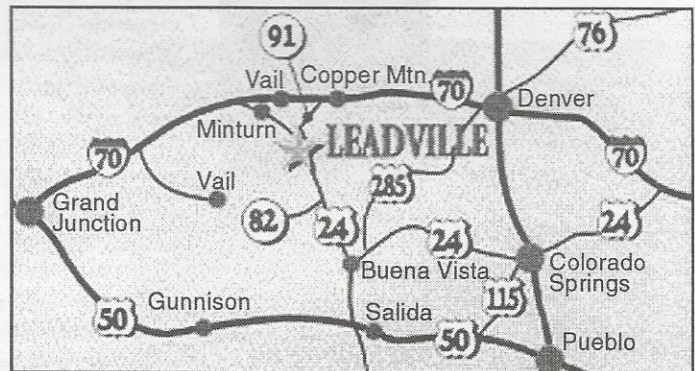 91
76
Vail
Copper Mtn.
70
Denver
Minturn
LEADVILLE
70
70
Vail
285
Grand
Junction
82
24
24
24
Buena Vista
Colorado
Springs
Gunnison
115
50
Salida
50
Pueblo